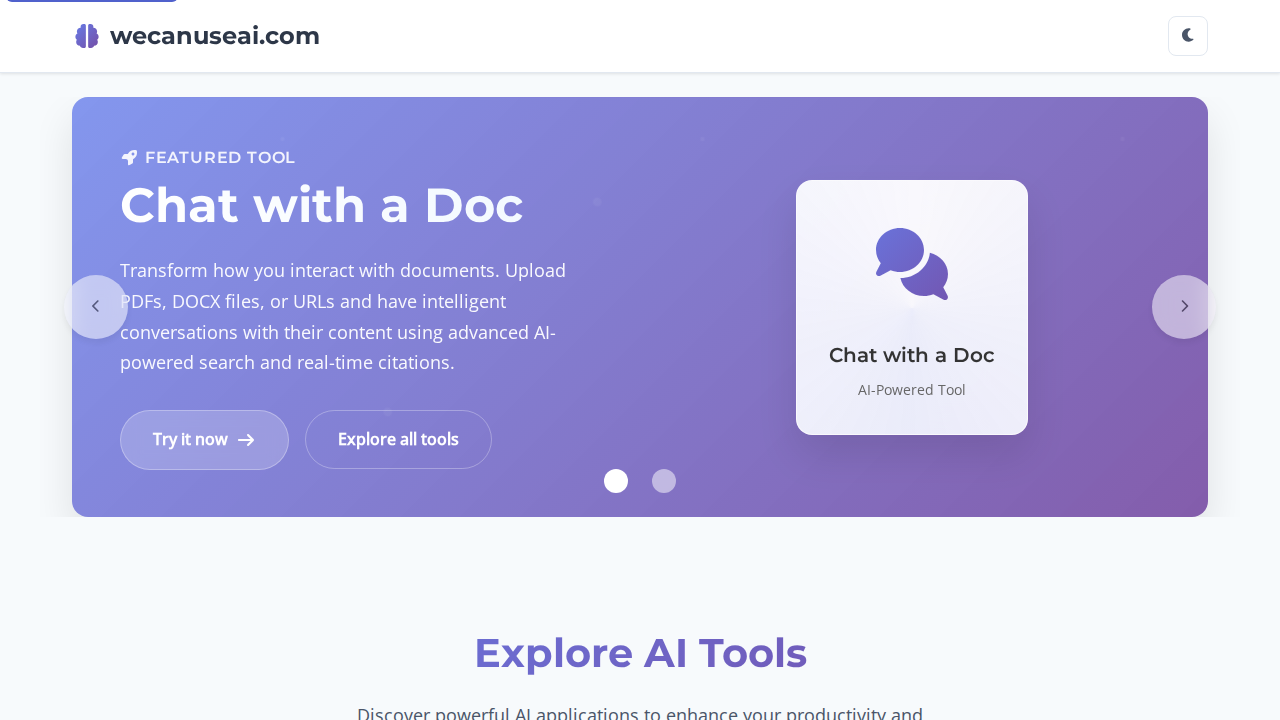 wecanuseai.com
FEATURED TOOL
Chat with a Doc
Transform how you interact with documents. Upload
PDFs, DOCX files, or URLs and have intelligent
conversations with their content using advanced AI-
powered search and real-time citations.
Try it now
Explore all tools
Chat with a Doc
AI-Powered Tool
Explore AI Tools
Discover powerful AI applications to enhance your productivity and